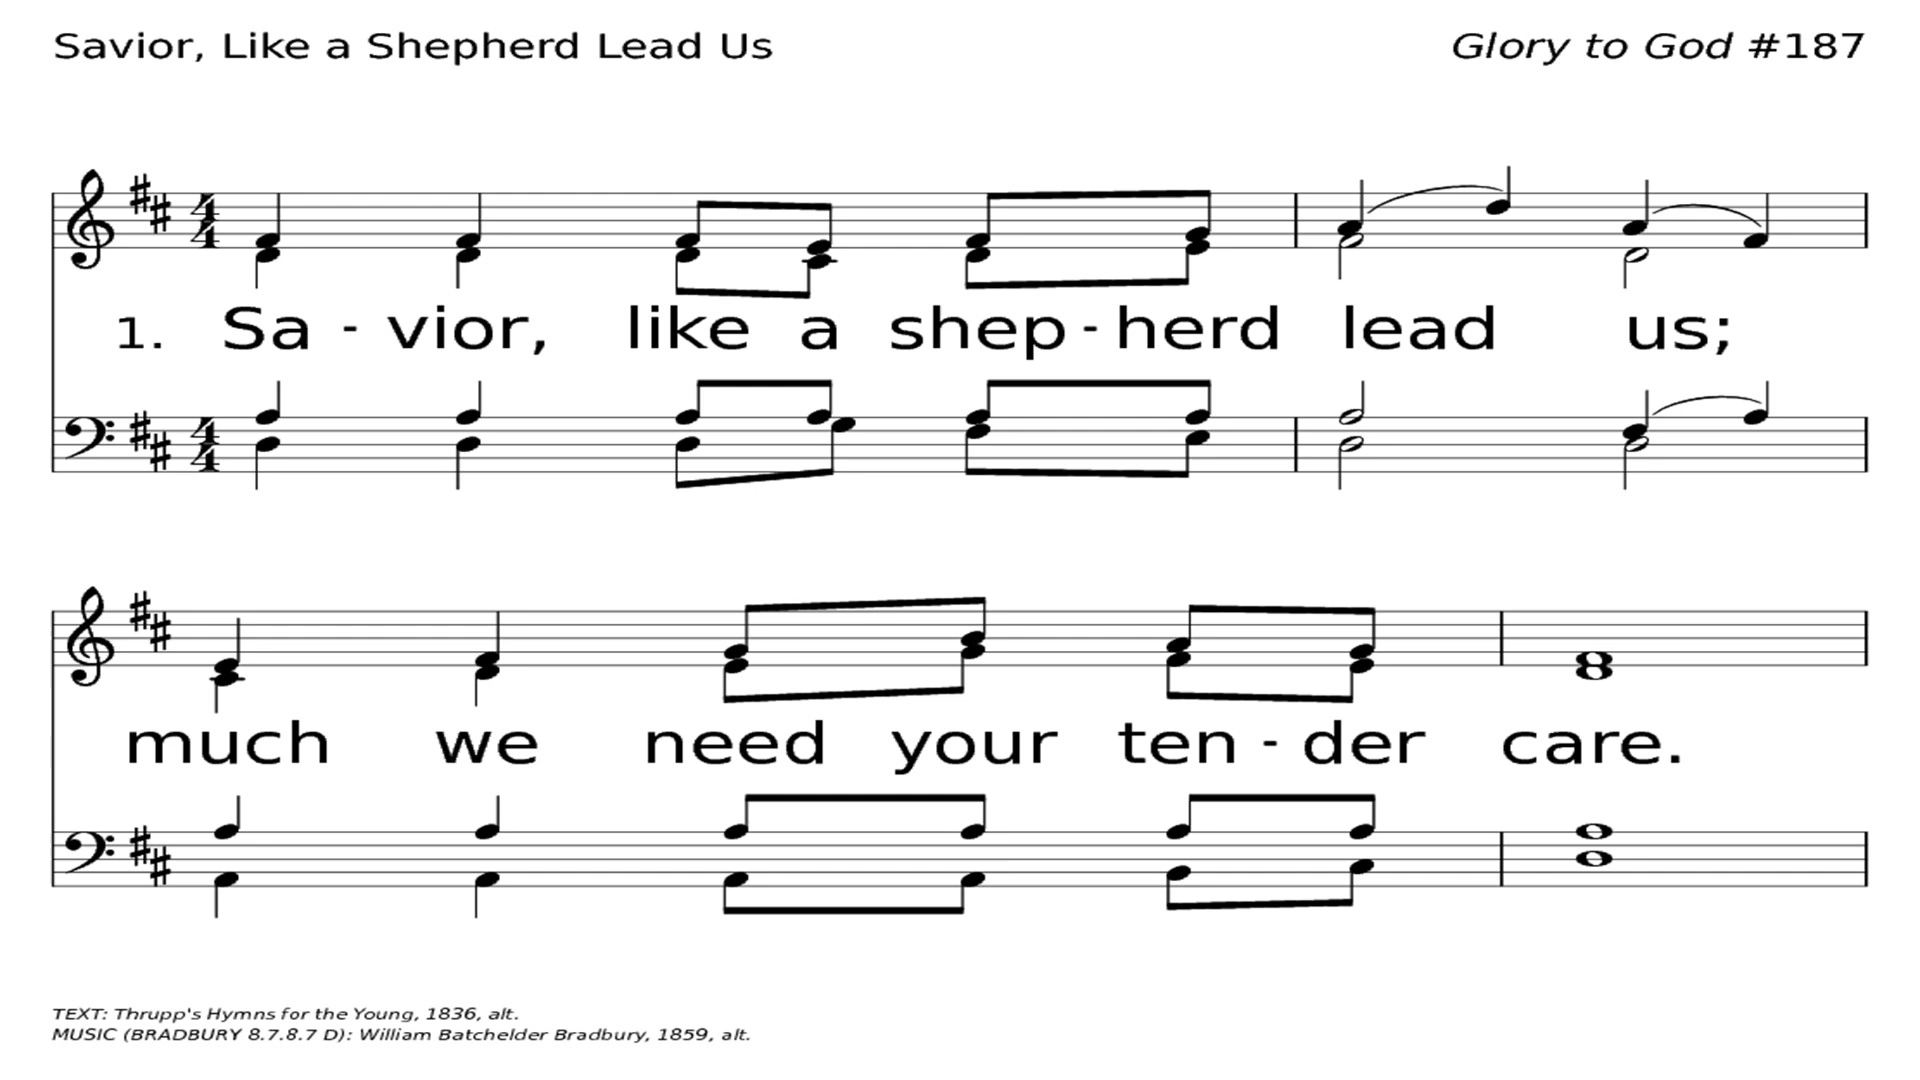 Savior, Like a Shepherd Lead Us
Glory to God #187
1. Sa - vior, like a shep - herd lead us;
much we need your ten - der care.
TEXT: Thrupp's Hymns for the Young, 1836, alt.
MUSIC (BRADBURY 8.7.8.7 D): William Batchelder Bradbury, 1859, alt.